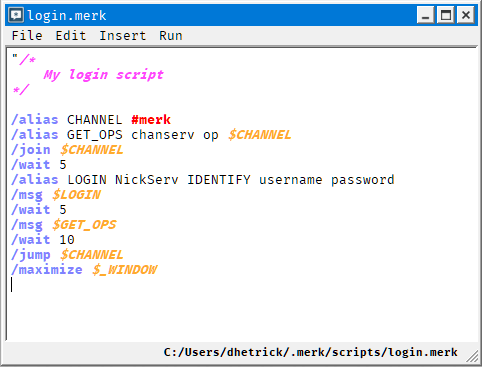 login.merk
File Edit Insert Run
"/*
    My login script
*/

/alias CHANNEL #merk
/alias GET_OPS chanserv op $CHANNEL
/join $CHANNEL
/wait 5
/alias LOGIN NickServ IDENTIFY username password
/msg $LOGIN
/wait 5
/msg $GET_OPS
/wait 10
/jump $CHANNEL
/maximize $_WINDOW
C:/Users/dhetrick/.merk/scripts/login.merk